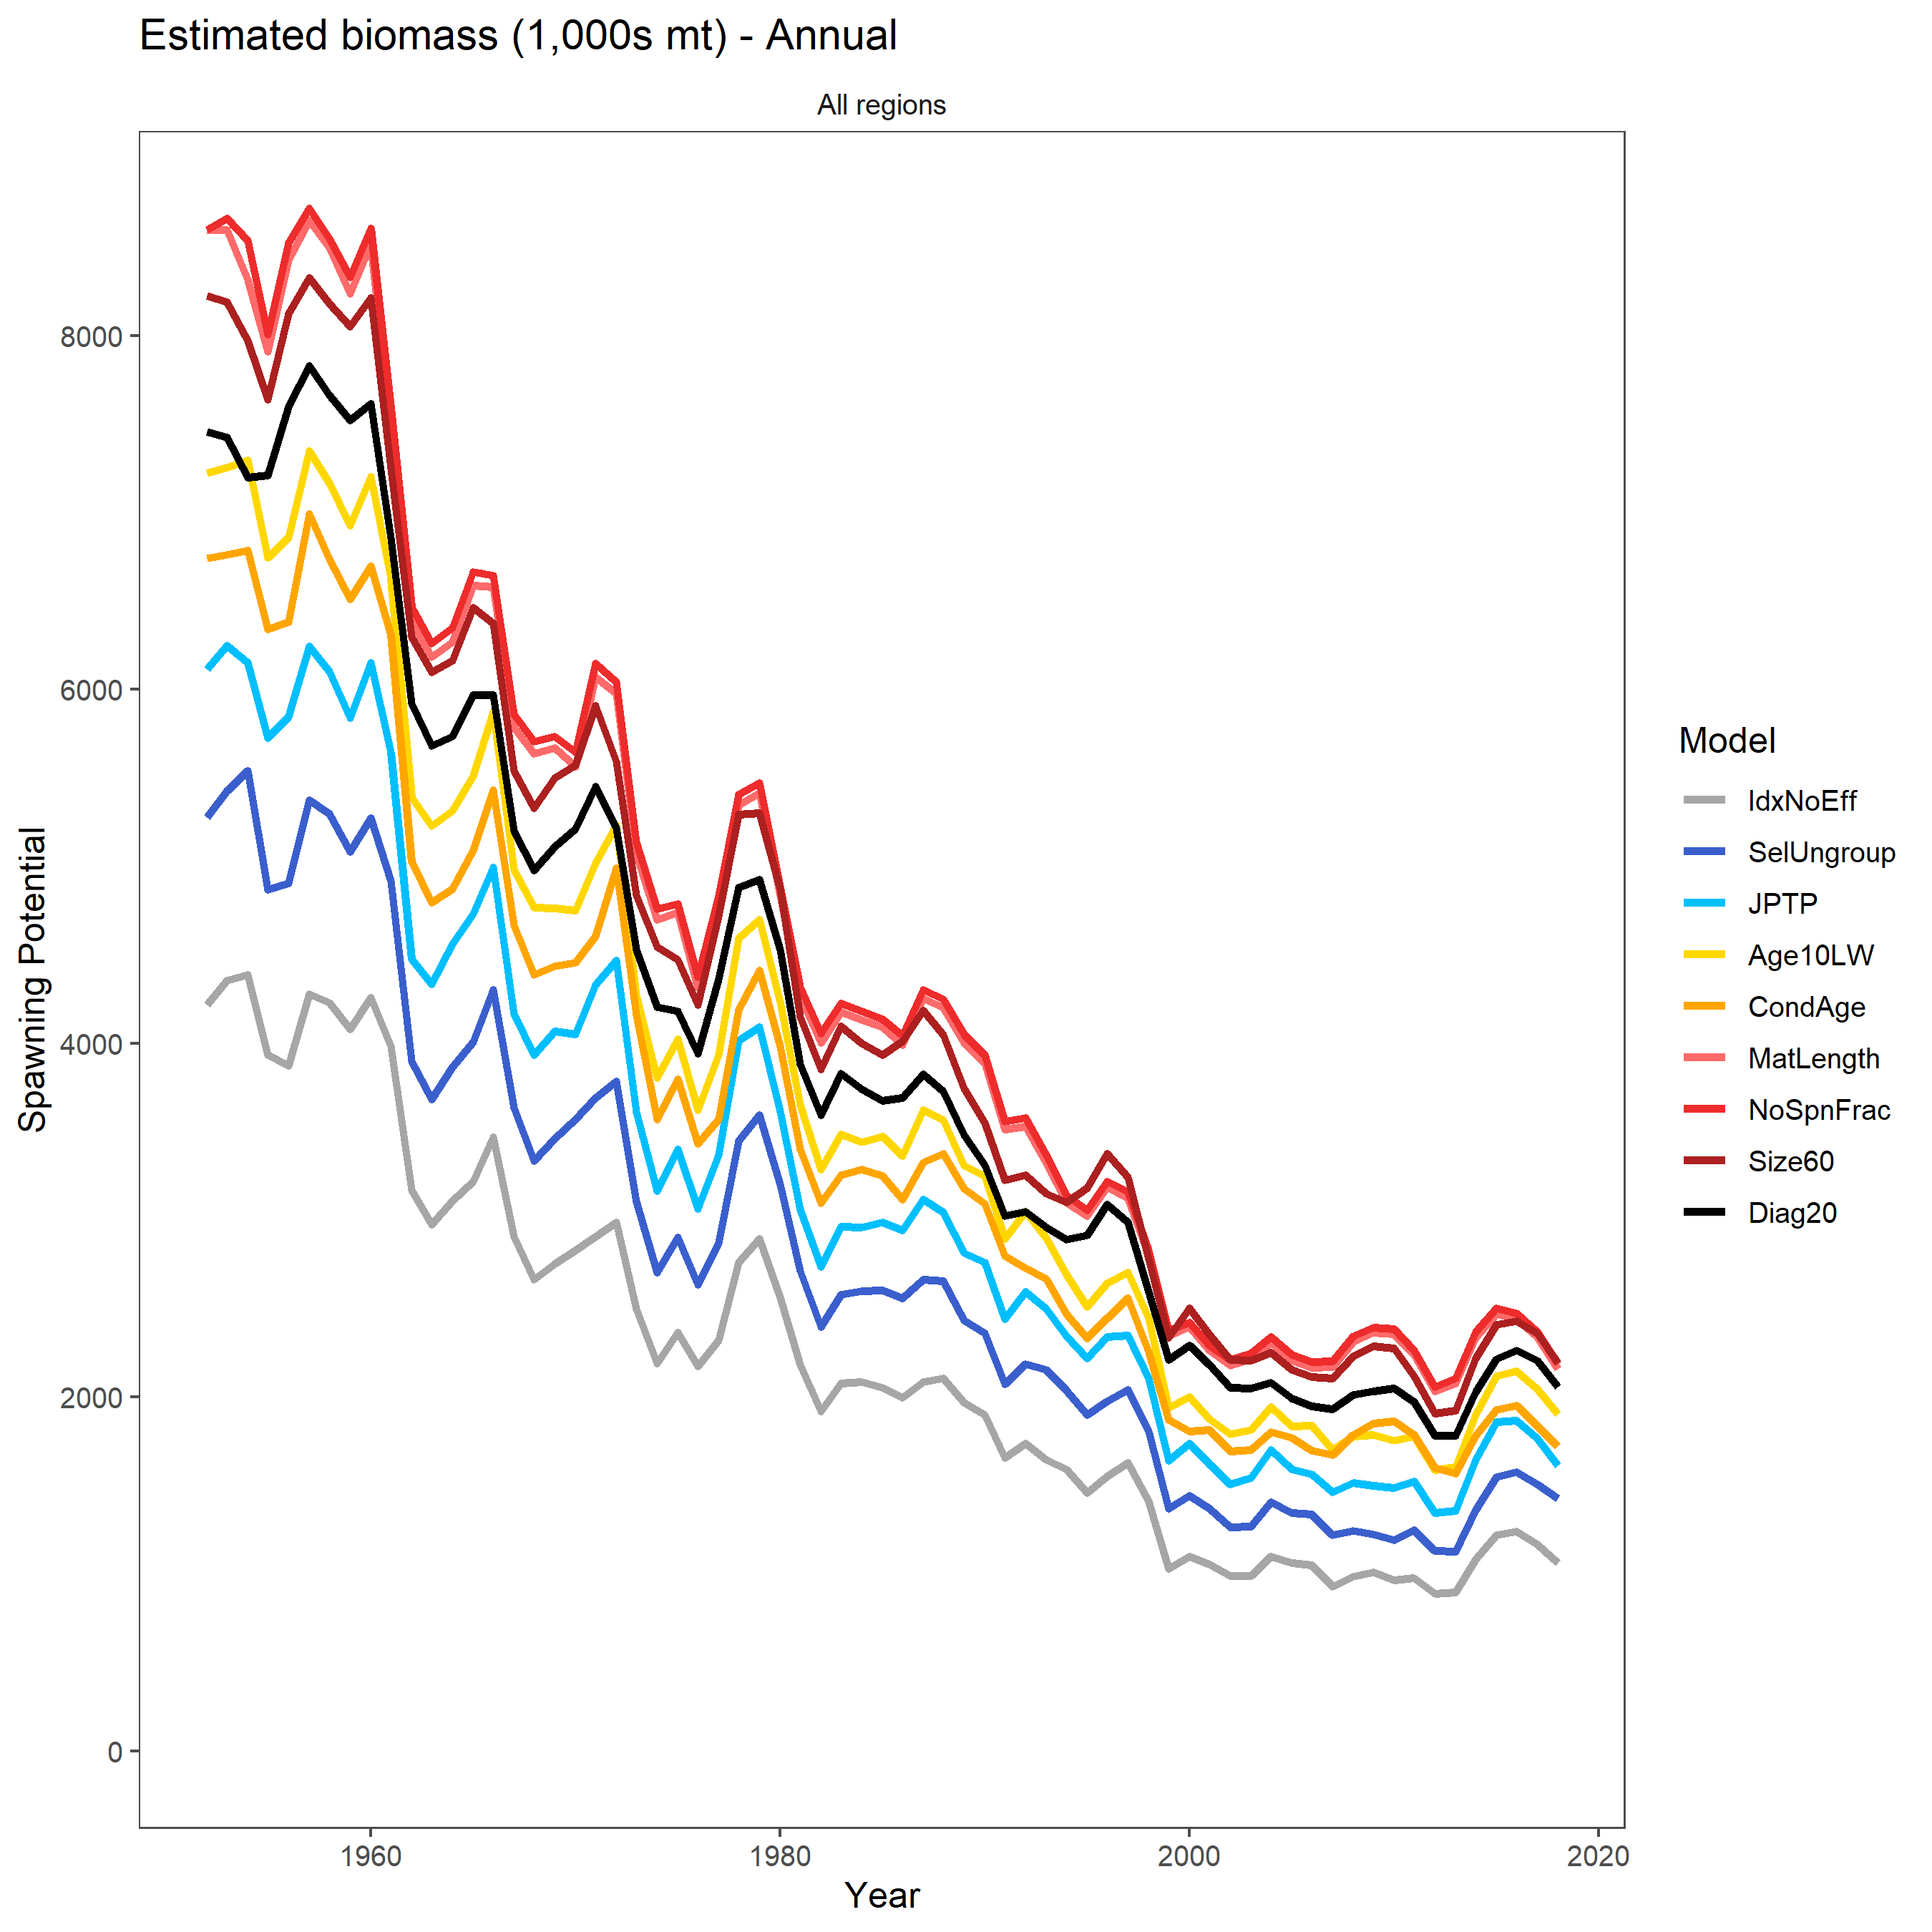 Estimated biomass (1,000s mt) - Annual
All regions
Spawning Potential
8000
6000
4000
2000
0
1960
1980
2000
2020
Year
Model
IdxNoEff
SelUngroup
JPTP
Age10LW
CondAge
MatLength
NoSpnFrac
Size60
Diag20